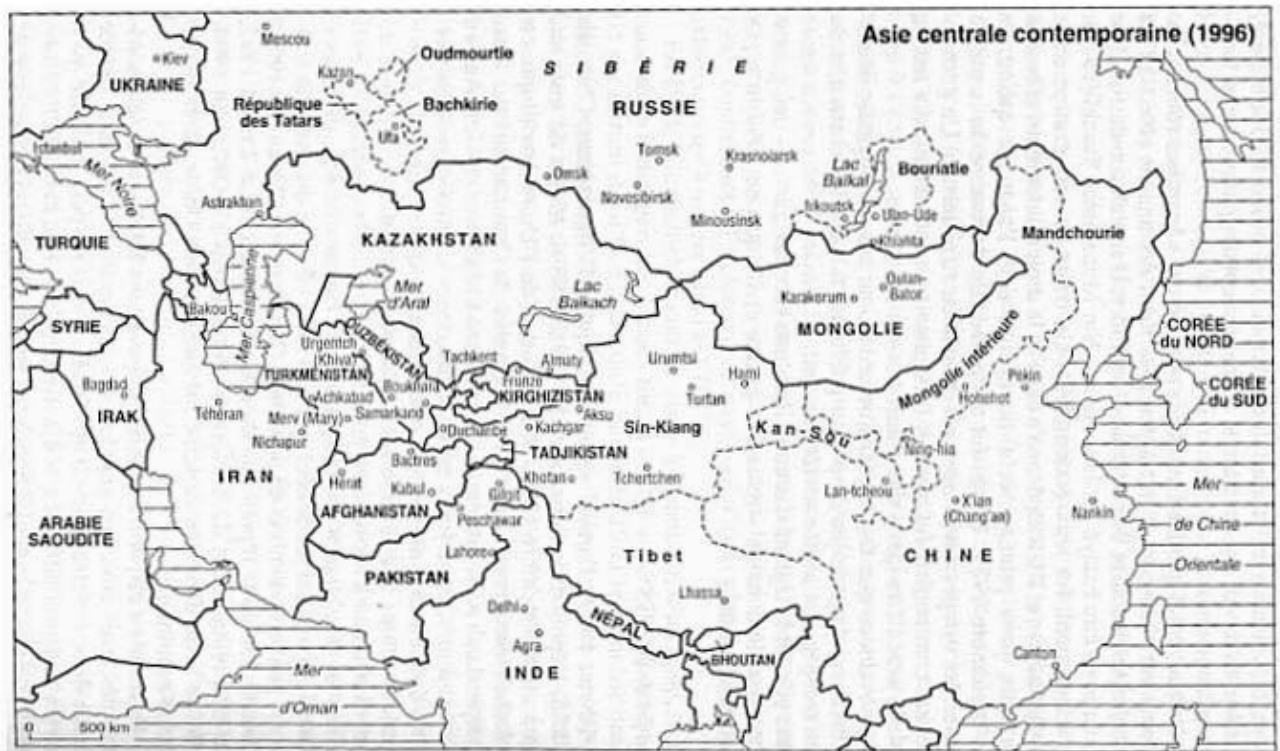 Asie centrale contemporaine (1996)
Moscou
Kiev
UKRAINE
Oudmourtie
Kazan
SIBÉRIE
RUSSIE
République
des Tatars
Bachkirie
Ufa
Istanbul
Mer Noire
Tomsk
Krasnoiarsk
Omsk
Novosibirsk
Minousinsk
Lac
Baïkal
Bouriatie
Irkoutsk
Ulan-Ude
Khiahta
Mandchourie
Astrakhan
TURQUIE
KAZAKHSTAN
Mer Caspienne
Mer
d'Aral
Lac
Balkach
Bakou
Oulan-
Bator
Karakorum
MONGOLIE
SYRIE
OUZBÉKISTAN
Urgentch
(Khiva)
TURKMÉNISTAN
Tachkent
Almaty
Frunze
Urumtsi
Hami
Mongolie intérieure
CORÉE
du NORD
CORÉE
du SUD
Bagdad
IRAK
Téhéran
Achkabad
Boukhara
Merv (Mary)
Samarkand
KIRGHIZISTAN
Aksu
Turfan
Pékin
Hohehot
Nichapur
Duchanbe
Kachgar
Sin-Kiang
Kan-Sou
TADJIKISTAN
Ning-hia
IRAN
Bactres
Hérat
Kabul
Khotan
Tchertchen
Gilgit
Lan-tcheou
X'ian
(Chang'an)
Nankin
Mer
de Chine
Orientale
AFGHANISTAN
Peschawar
ARABIE
SAOUDITE
Lahore
Tibet
CHINE
PAKISTAN
Lhassa
Delhi
NÉPAL
Agra
BHOUTAN
INDE
Canton
Mer
d'Oman
0 500 km